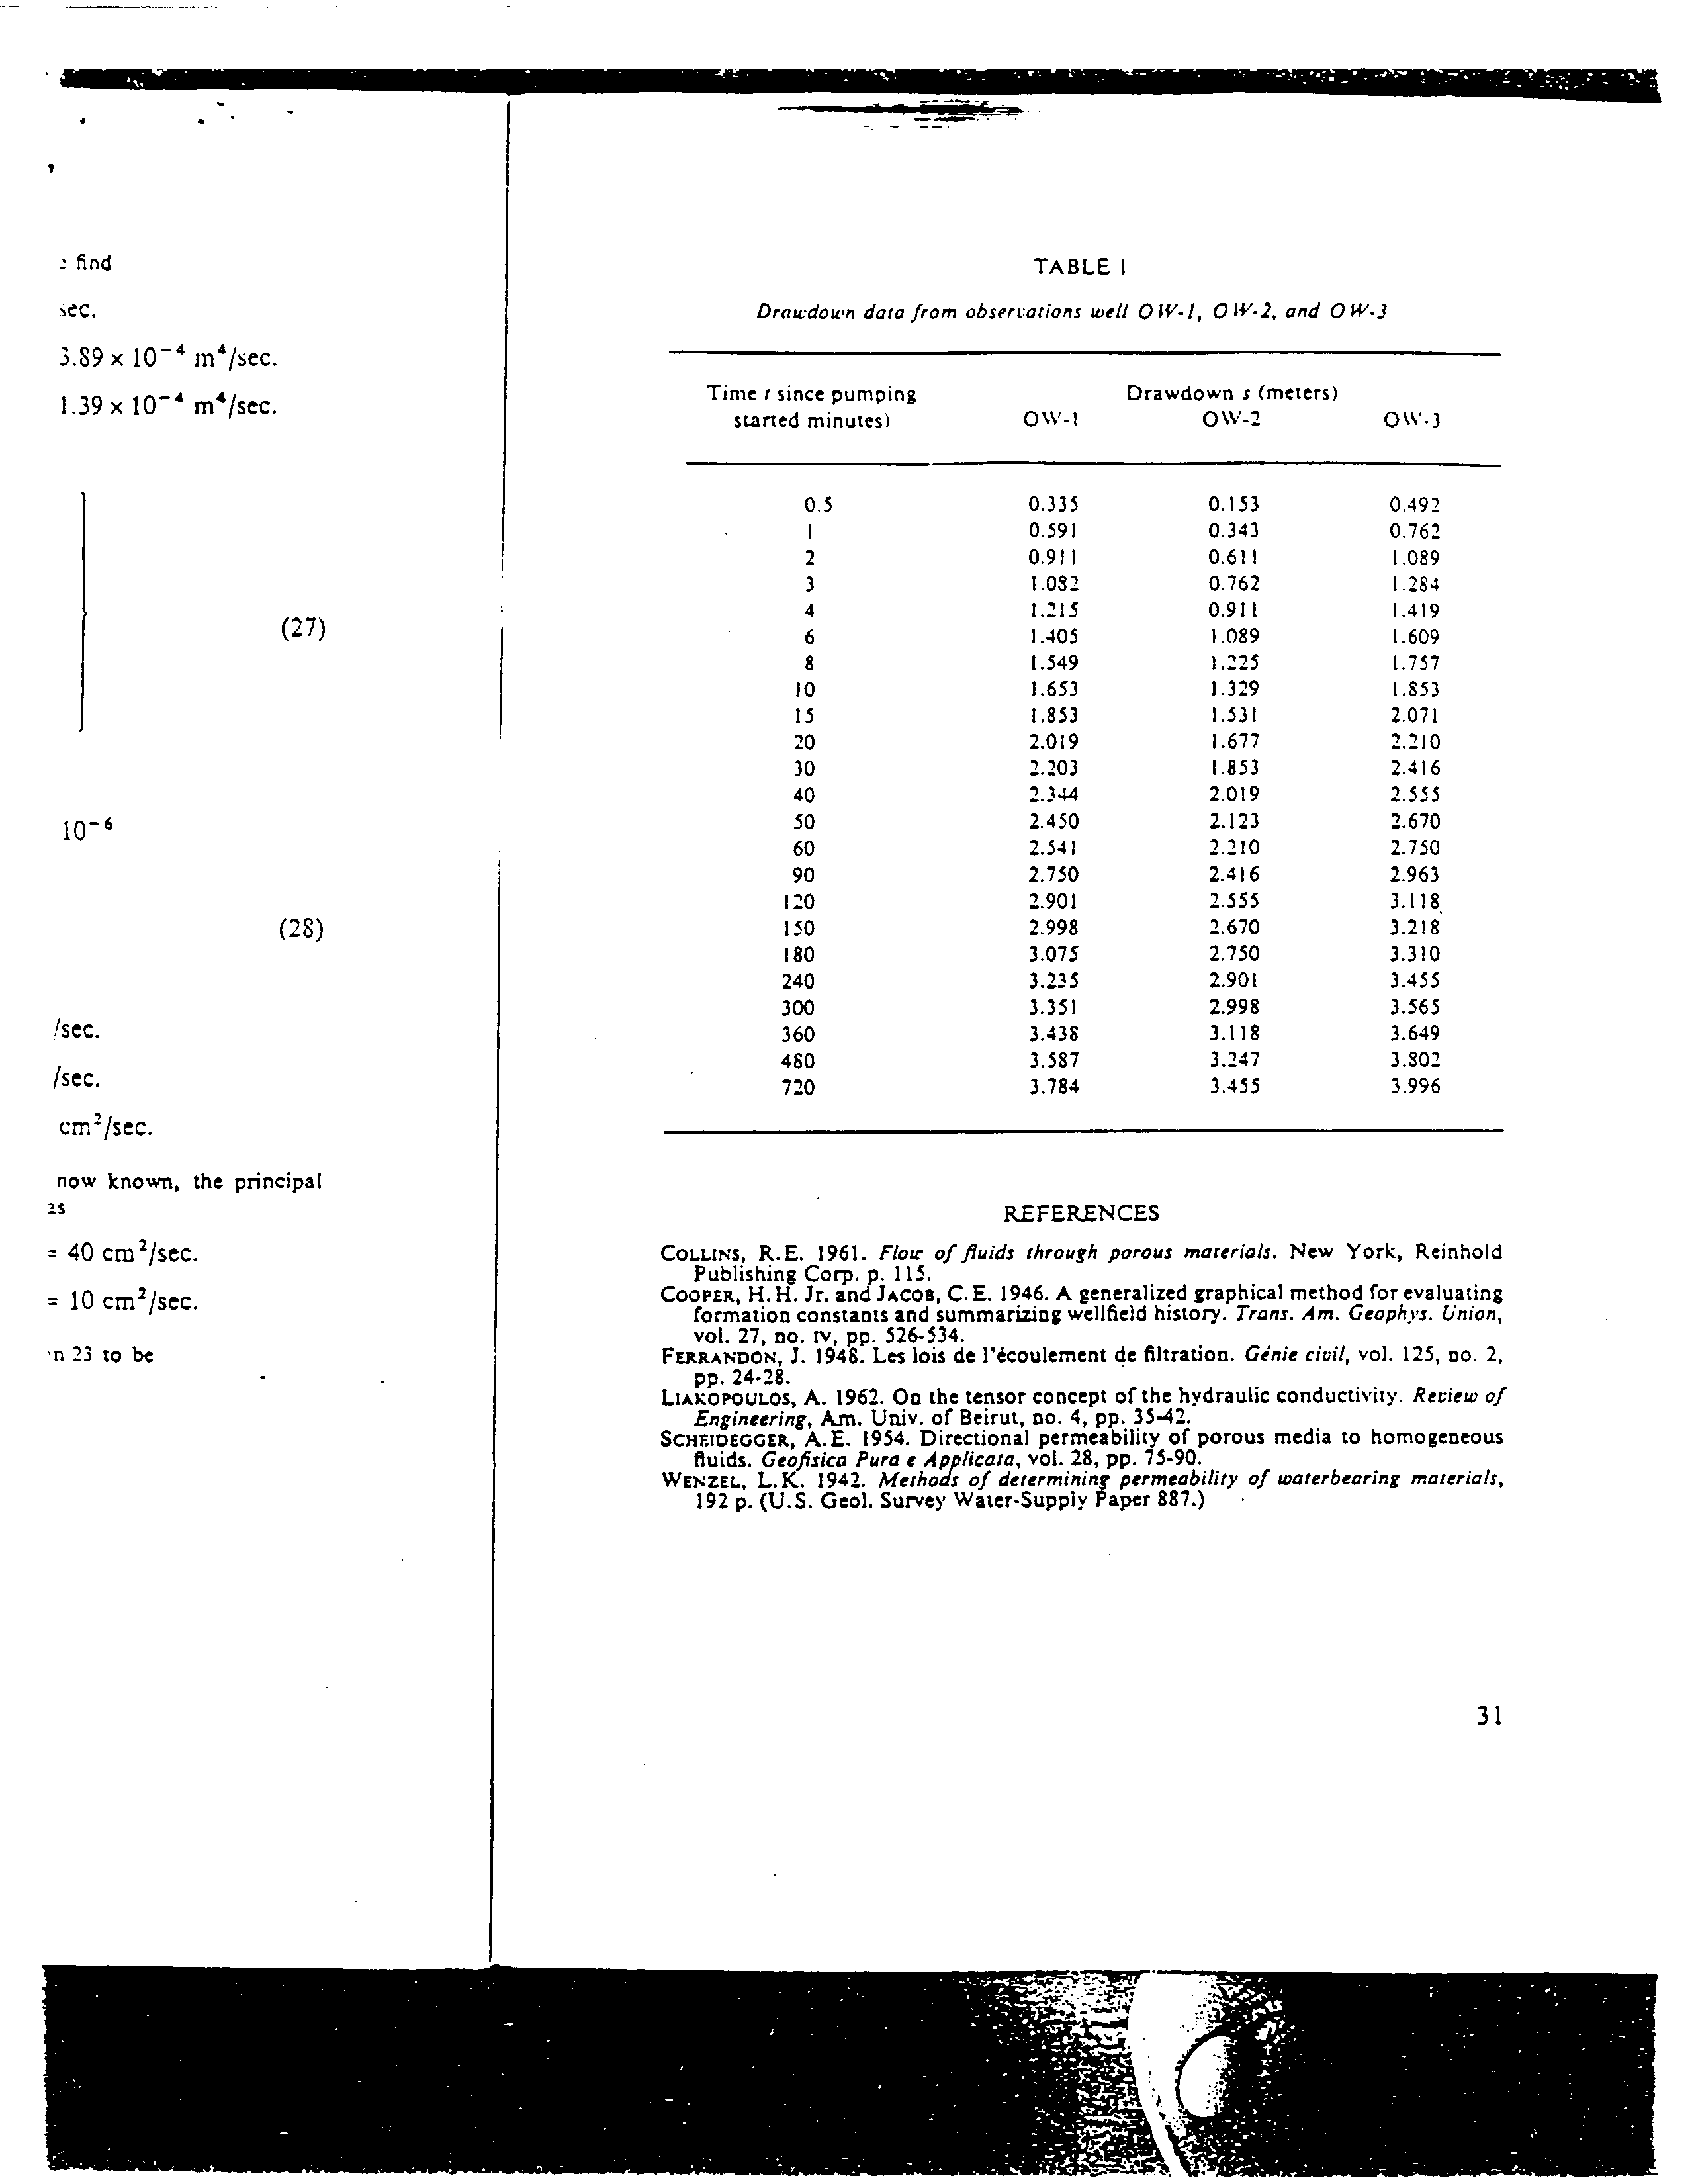 find
sec.
3.89 × 10⁻⁴ m⁴/sec.
1.39 × 10⁻⁴ m⁴/sec.
(27)
10⁻⁶
(28)
/sec.
/sec.
cm²/sec.
now known, the principal
= 40 cm²/sec.
= 10 cm²/sec.
23 to be
TABLE 1
Drawdown data from observations well OW-1, OW-2, and OW-3
Time t since pumping Drawdown s (meters)
started minutes) OW-1 OW-2 OW-3
0.5 0.335 0.153 0.492
1 0.591 0.343 0.762
2 0.911 0.611 1.089
3 1.082 0.762 1.284
4 1.215 0.911 1.419
6 1.405 1.089 1.609
8 1.549 1.225 1.757
10 1.653 1.329 1.853
15 1.853 1.531 2.071
20 2.019 1.677 2.210
30 2.203 1.853 2.416
40 2.344 2.019 2.555
50 2.450 2.123 2.670
60 2.541 2.210 2.750
90 2.750 2.416 2.963
120 2.901 2.555 3.118
150 2.998 2.670 3.218
180 3.075 2.750 3.310
240 3.235 2.901 3.455
300 3.351 2.998 3.565
360 3.438 3.118 3.649
480 3.587 3.247 3.802
720 3.784 3.455 3.996
REFERENCES
COLLINS, R.E. 1961. Flow of fluids through porous materials. New York, Reinhold
Publishing Corp. p. 115.
COOPER, H.H. Jr. and JACOB, C.E. 1946. A generalized graphical method for evaluating
formation constants and summarizing wellfield history. Trans. Am. Geophys. Union,
vol. 27, no. IV, pp. 526-534.
FERRANDON, J. 1948. Les lois de l'écoulement de filtration. Génie civil, vol. 125, no. 2,
pp. 24-28.
LIAKOPOULOS, A. 1962. On the tensor concept of the hydraulic conductivity. Review of
Engineering, Am. Univ. of Beirut, no. 4, pp. 35-42.
SCHEIDEGGER, A.E. 1954. Directional permeability of porous media to homogeneous
fluids. Geofisica Pura e Applicata, vol. 28, pp. 75-90.
WENZEL, L.K. 1942. Methods of determining permeability of waterbearing materials,
192 p. (U.S. Geol. Survey Water-Supply Paper 887.)
31